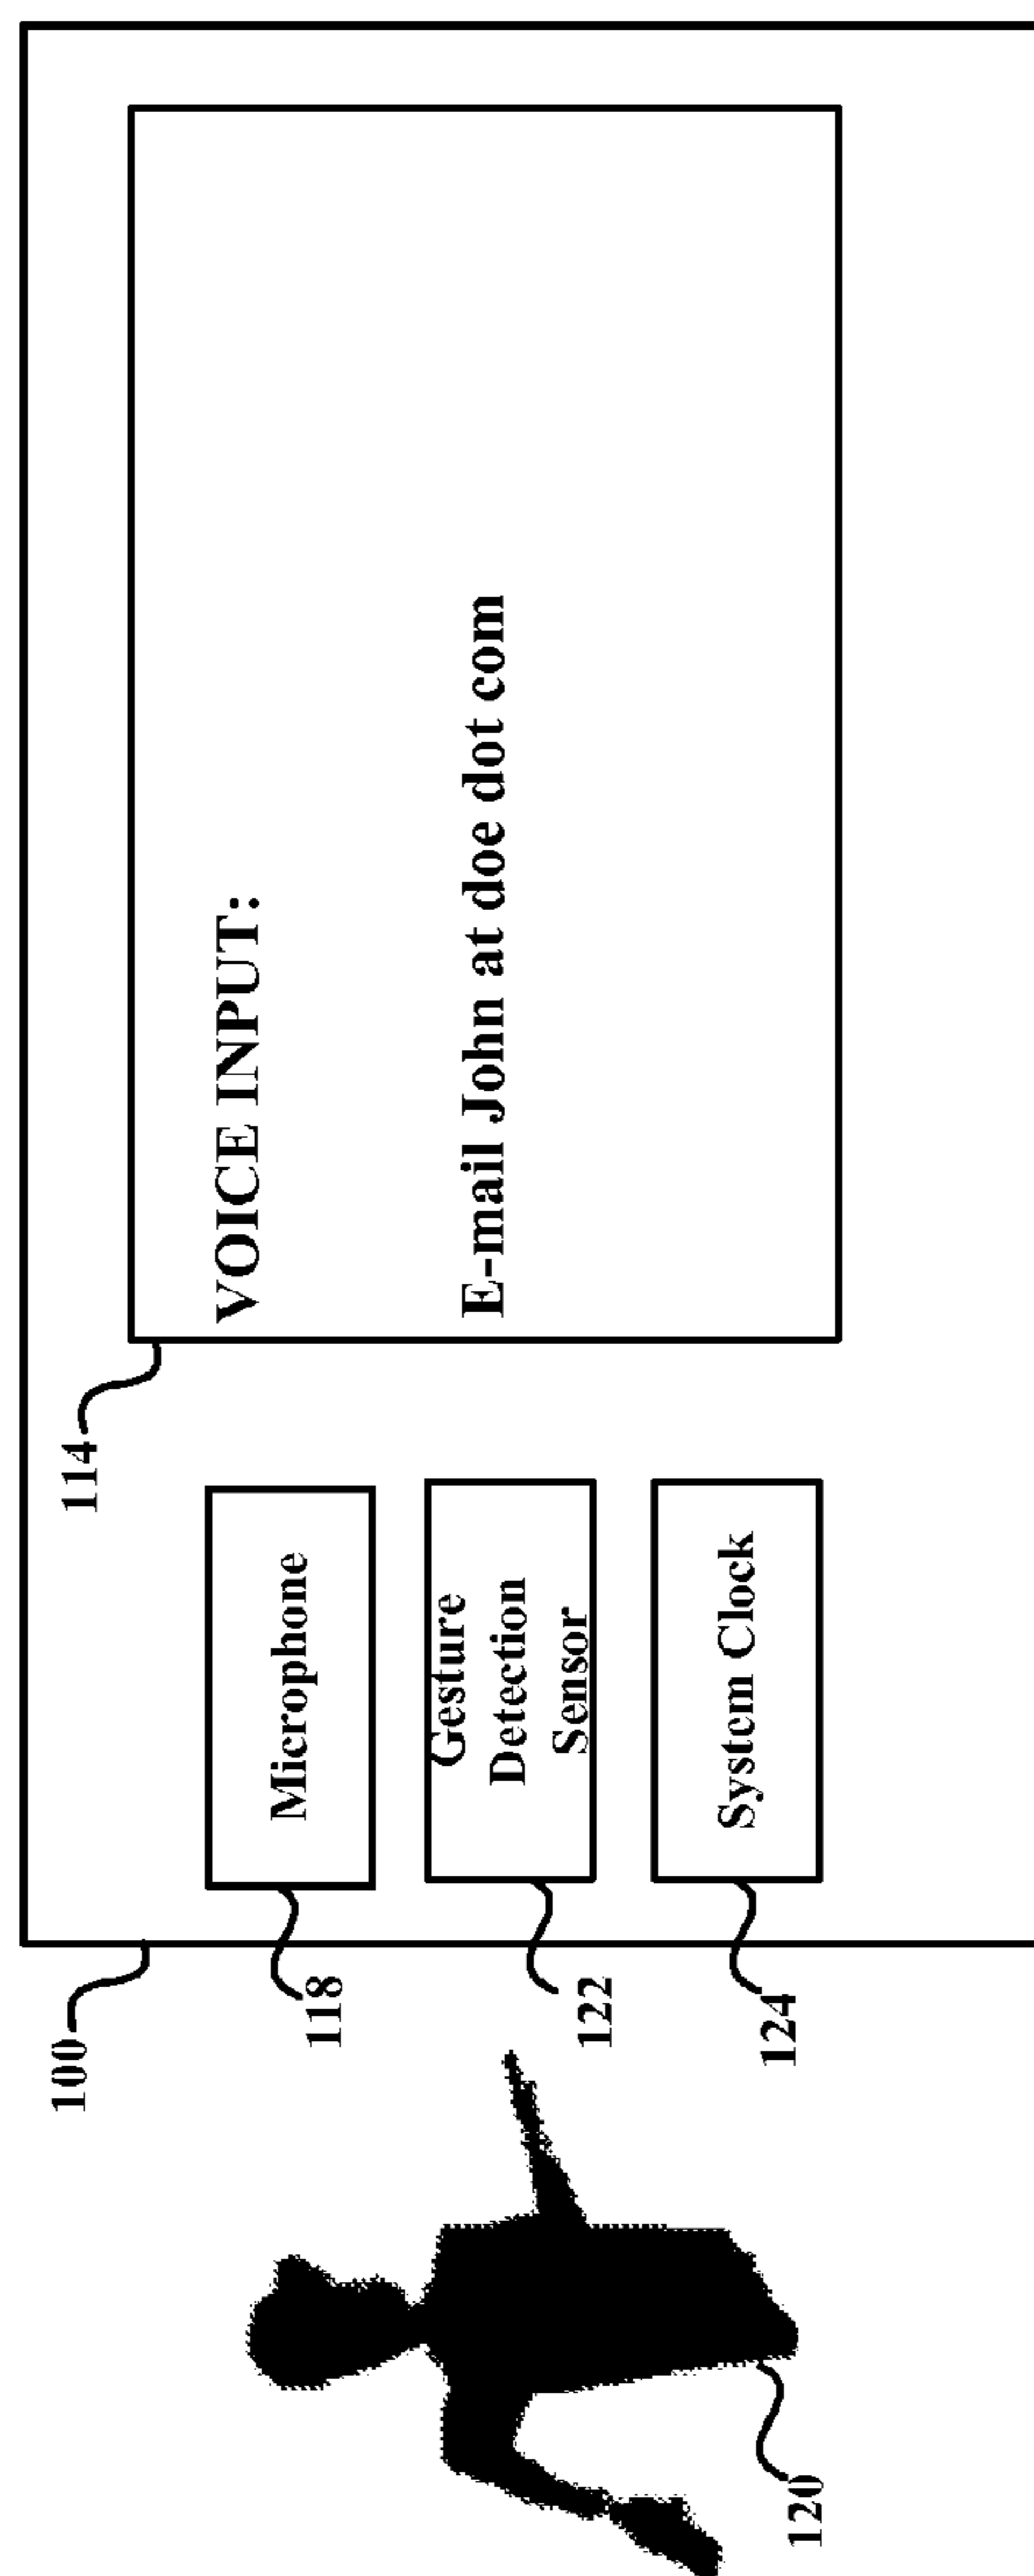 100
114
118
Microphone
VOICE INPUT:
122
Gesture
Detection
Sensor
E-mail John at doe dot com
124
System Clock
120